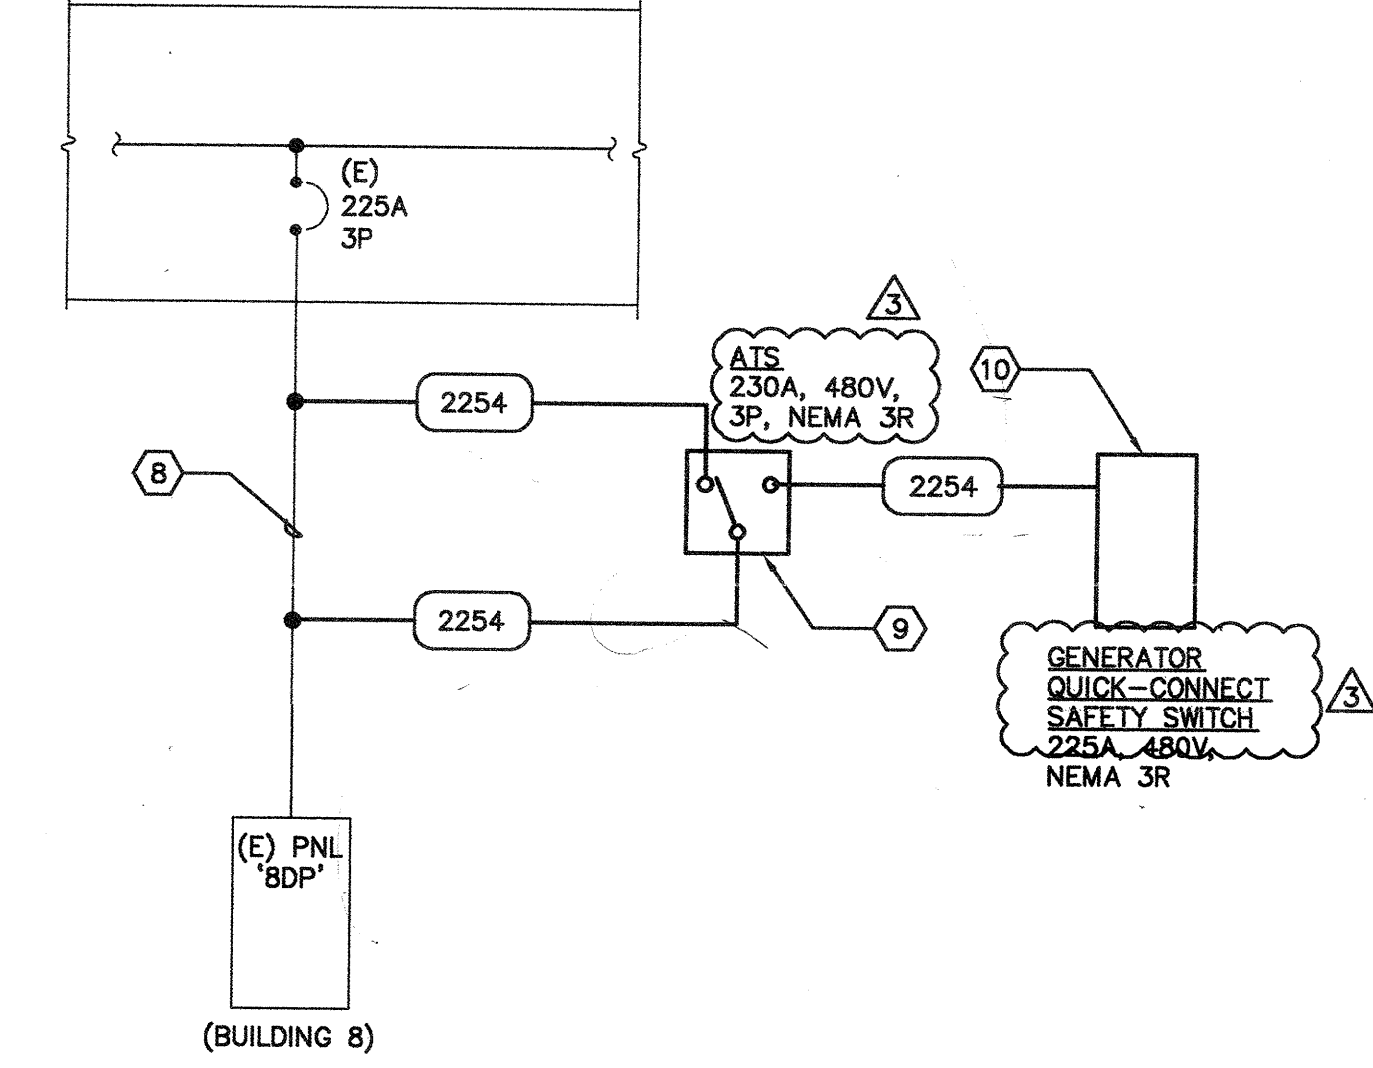 (E)
225A
3P
3
ATS
230A, 480V,
3P, NEMA 3R
10
2254
8
2254
2254
9
GENERATOR
QUICK-CONNECT
SAFETY SWITCH
225A, 480V,
NEMA 3R
3
(E) PNL
'8DP'
(BUILDING 8)